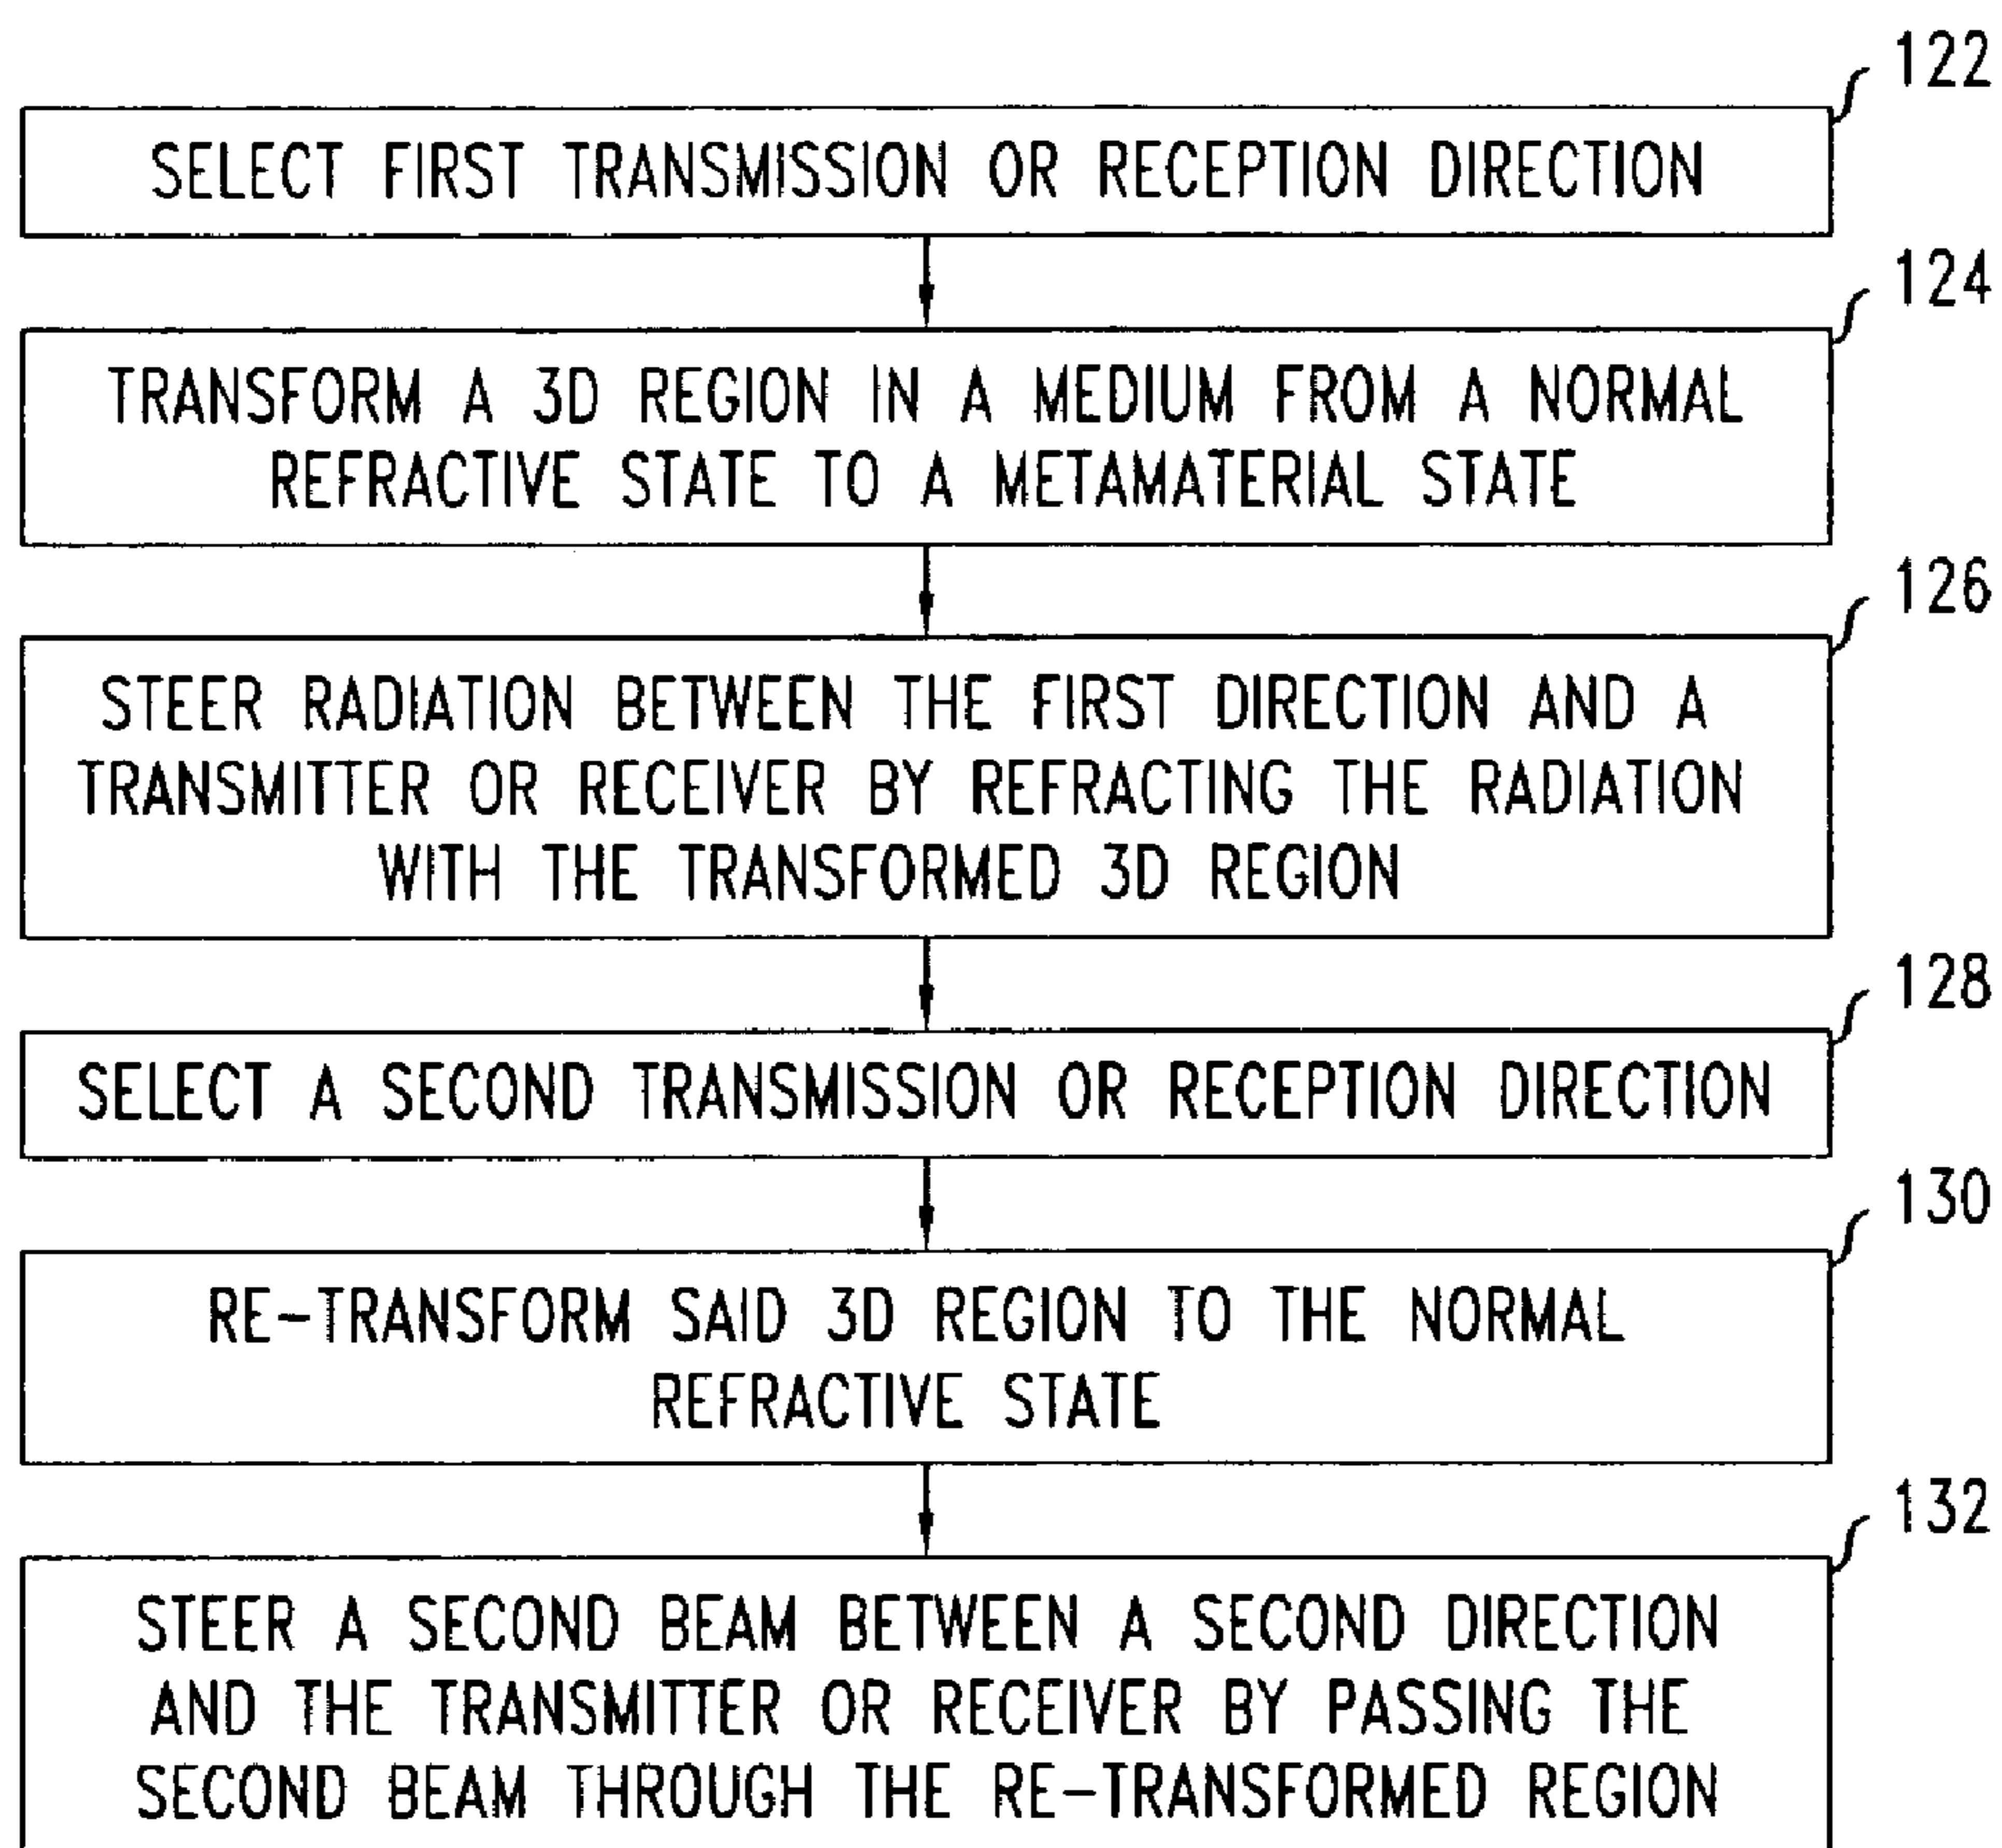 122
SELECT FIRST TRANSMISSION OR RECEPTION DIRECTION
124
TRANSFORM A 3D REGION IN A MEDIUM FROM A NORMAL
REFRACTIVE STATE TO A METAMATERIAL STATE
126
STEER RADIATION BETWEEN THE FIRST DIRECTION AND A
TRANSMITTER OR RECEIVER BY REFRACTING THE RADIATION
WITH THE TRANSFORMED 3D REGION
128
SELECT A SECOND TRANSMISSION OR RECEPTION DIRECTION
130
RE-TRANSFORM SAID 3D REGION TO THE NORMAL
REFRACTIVE STATE
132
STEER A SECOND BEAM BETWEEN A SECOND DIRECTION
AND THE TRANSMITTER OR RECEIVER BY PASSING THE
SECOND BEAM THROUGH THE RE-TRANSFORMED REGION